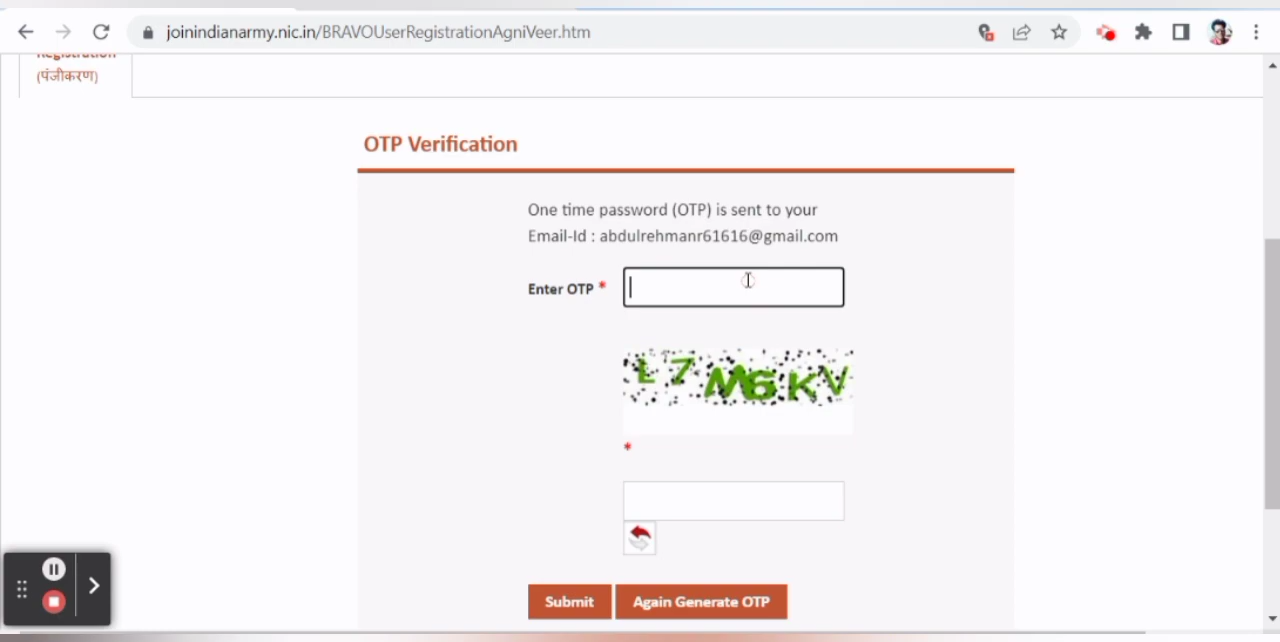 joinindianarmy.nic.in/BRAVOUserRegistrationAgniVeer.htm
Registration
(पंजीकरण)
OTP Verification
One time password (OTP) is sent to your
Email-Id : abdulrehmanr61616@gmail.com
Enter OTP *
L7M6KV
*
Submit
Again Generate OTP